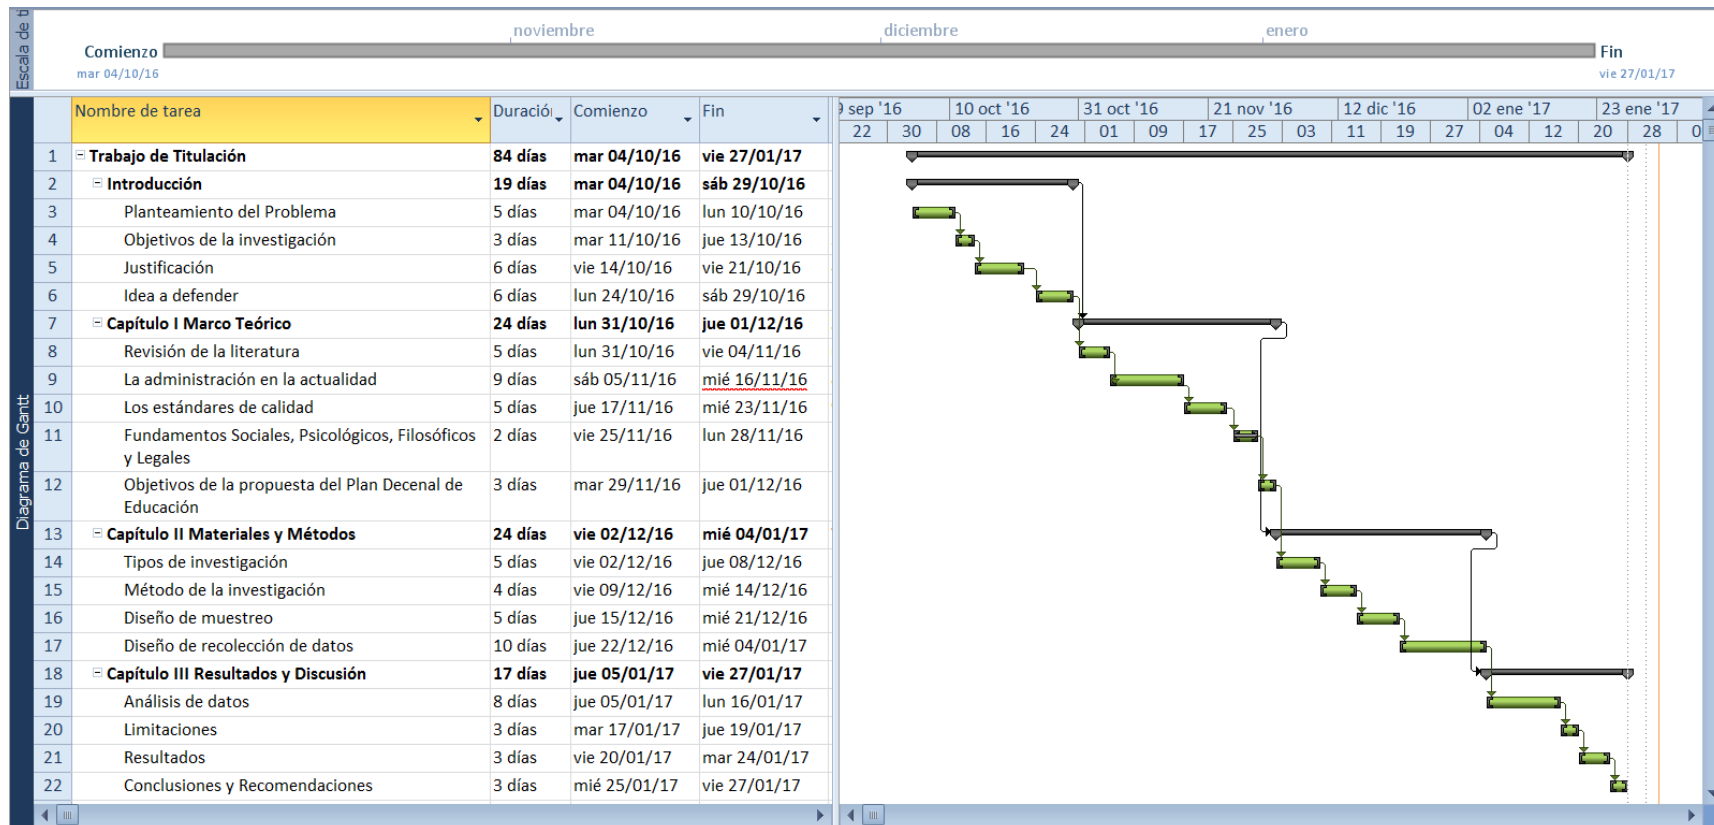 Escala de ti
noviembre diciembre enero
Comienzo Fin
mar 04/10/16 vie 27/01/17
Diagrama de Gantt
Nombre de tarea Duració Comienzo Fin
sep '16 10 oct '16 31 oct '16 21 nov '16 12 dic '16 02 ene '17 23 ene '17
22 30 08 16 24 01 09 17 25 03 11 19 27 04 12 20 28 0
1 Trabajo de Titulación 84 días mar 04/10/16 vie 27/01/17
2 Introducción 19 días mar 04/10/16 sáb 29/10/16
3 Planteamiento del Problema 5 días mar 04/10/16 lun 10/10/16
4 Objetivos de la investigación 3 días mar 11/10/16 jue 13/10/16
5 Justificación 6 días vie 14/10/16 vie 21/10/16
6 Idea a defender 6 días lun 24/10/16 sáb 29/10/16
7 Capítulo I Marco Teórico 24 días lun 31/10/16 jue 01/12/16
8 Revisión de la literatura 5 días lun 31/10/16 vie 04/11/16
9 La administración en la actualidad 9 días sáb 05/11/16 mié 16/11/16
10 Los estándares de calidad 5 días jue 17/11/16 mié 23/11/16
11 Fundamentos Sociales, Psicológicos, Filosóficos 2 días vie 25/11/16 lun 28/11/16
y Legales
12 Objetivos de la propuesta del Plan Decenal de 3 días mar 29/11/16 jue 01/12/16
Educación
13 Capítulo II Materiales y Métodos 24 días vie 02/12/16 mié 04/01/17
14 Tipos de investigación 5 días vie 02/12/16 jue 08/12/16
15 Método de la investigación 4 días vie 09/12/16 mié 14/12/16
16 Diseño de muestreo 5 días jue 15/12/16 mié 21/12/16
17 Diseño de recolección de datos 10 días jue 22/12/16 mié 04/01/17
18 Capítulo III Resultados y Discusión 17 días jue 05/01/17 vie 27/01/17
19 Análisis de datos 8 días jue 05/01/17 lun 16/01/17
20 Limitaciones 3 días mar 17/01/17 jue 19/01/17
21 Resultados 3 días vie 20/01/17 mar 24/01/17
22 Conclusiones y Recomendaciones 3 días mié 25/01/17 vie 27/01/17